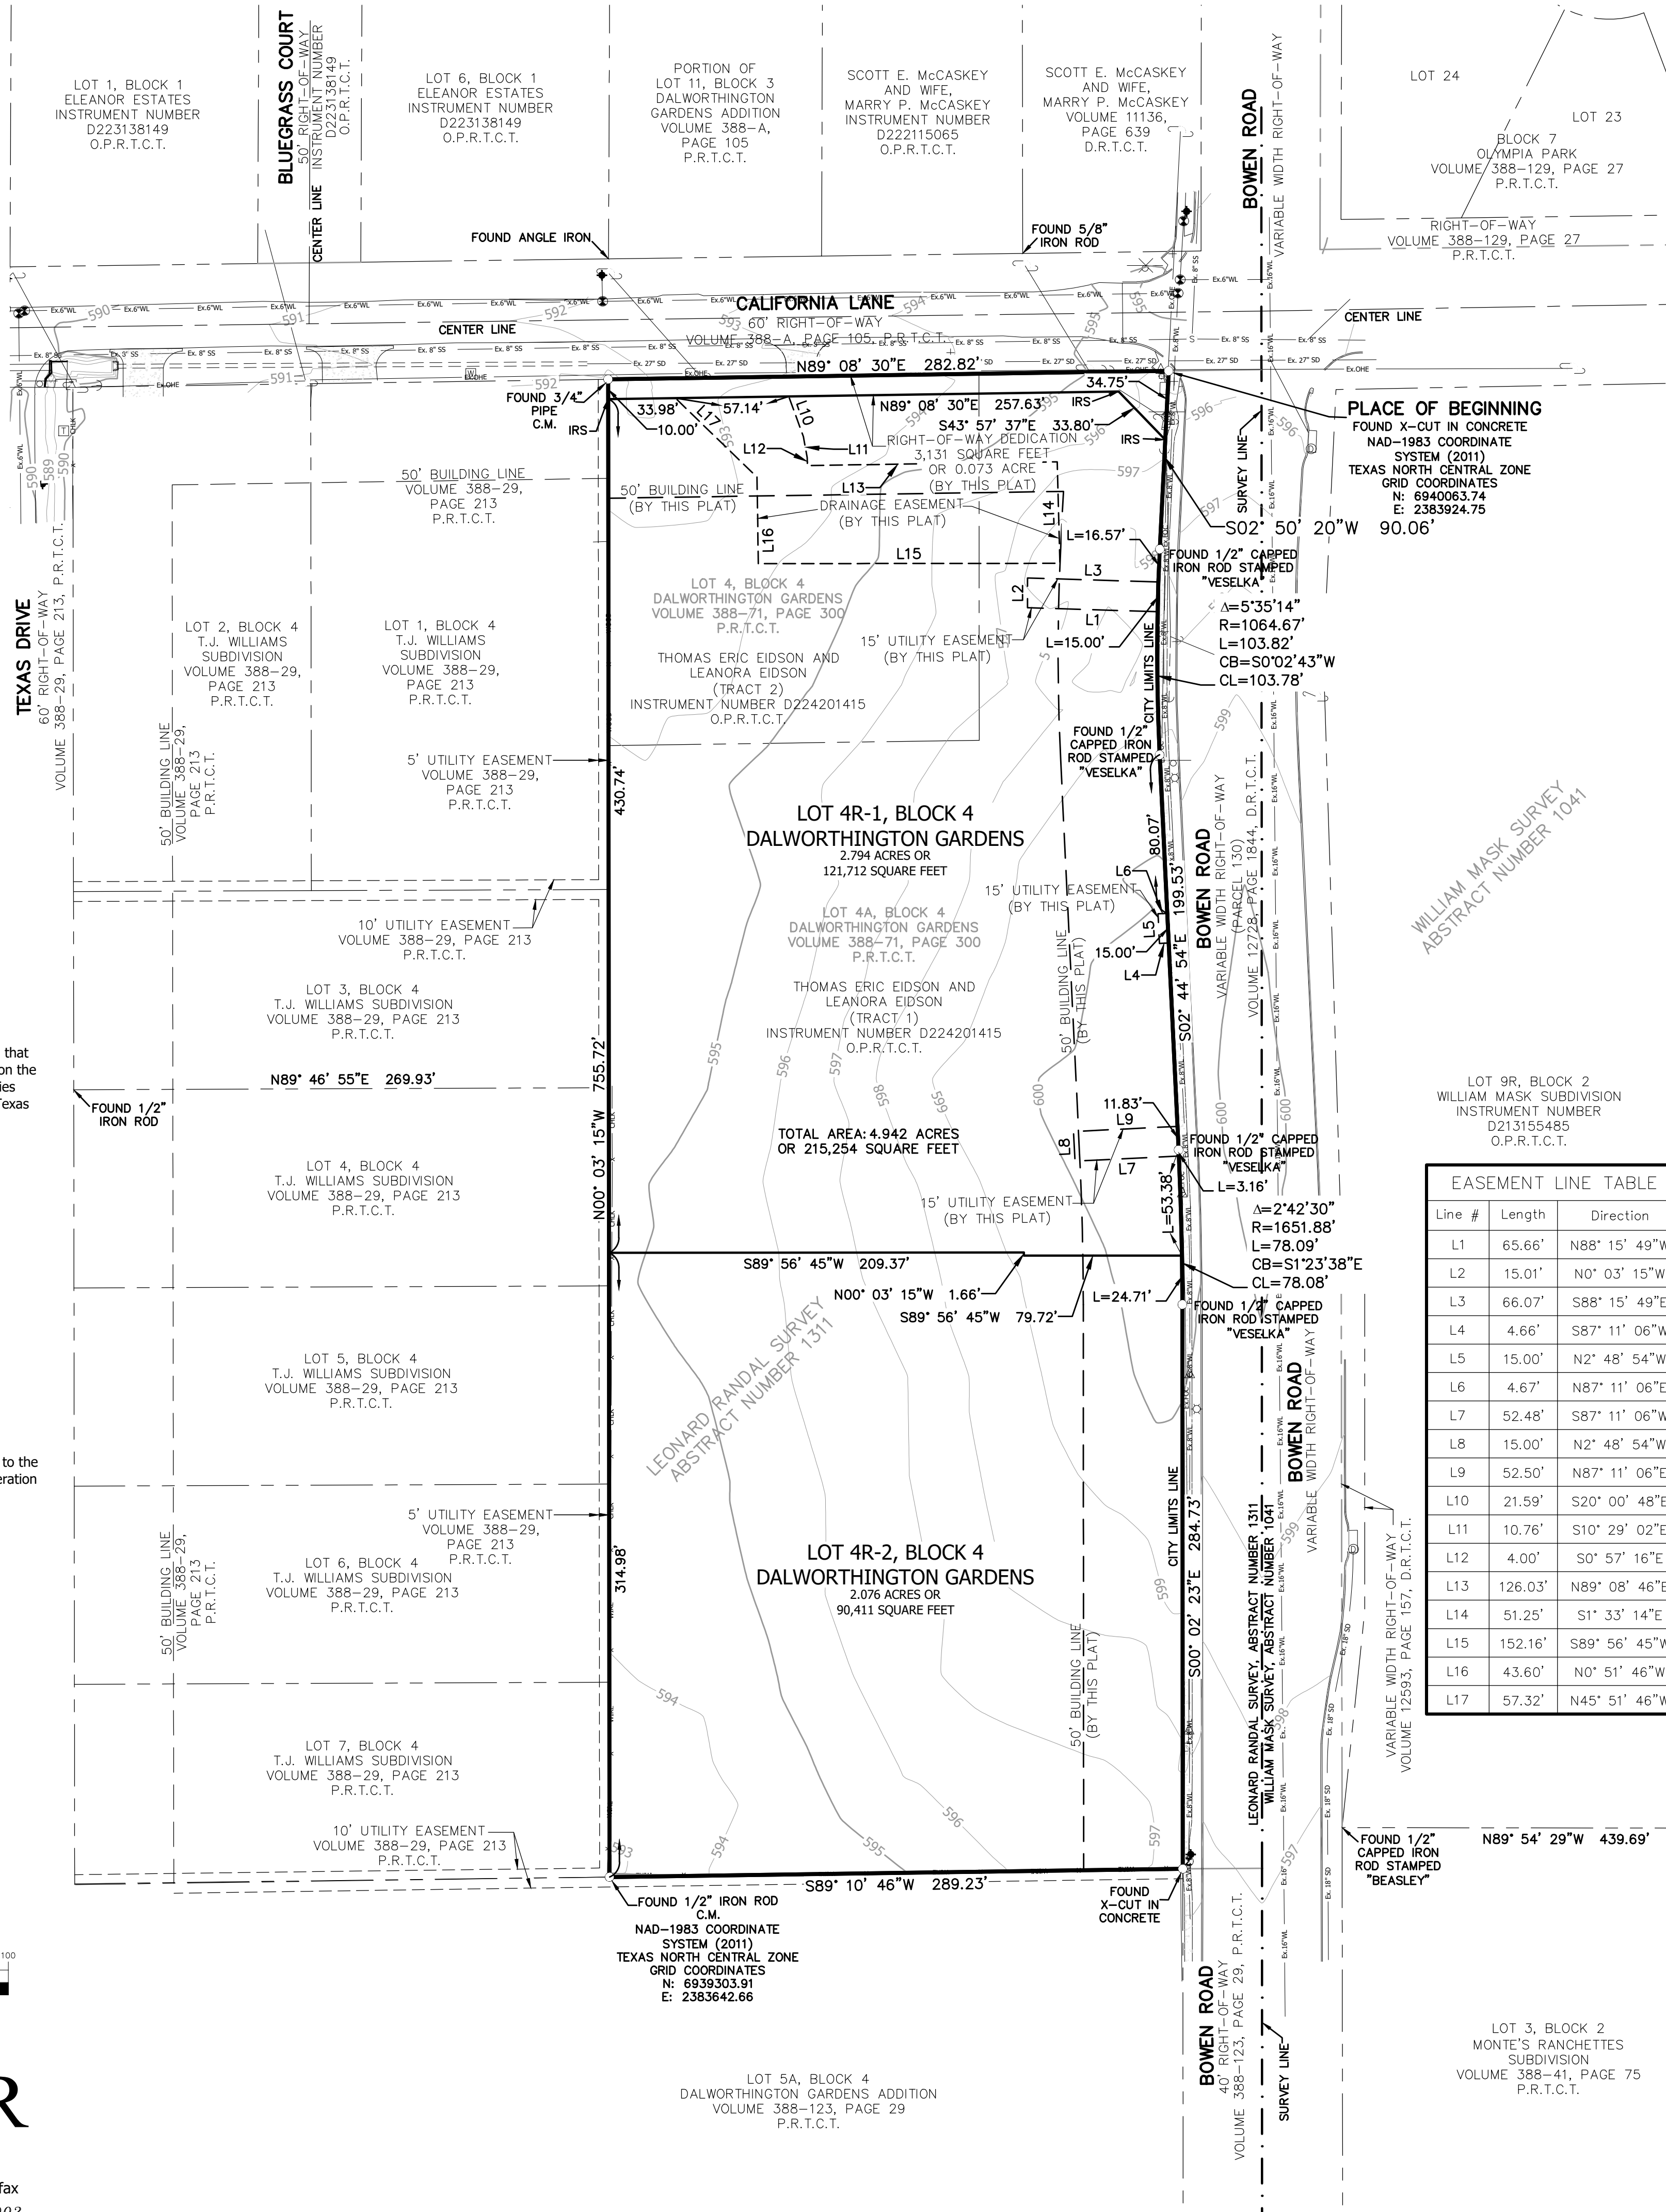 LOT 1, BLOCK 1
ELEANOR ESTATES
INSTRUMENT NUMBER
D223138149
O.P.R.T.C.T.
BLUEGRASS COURT
50' RIGHT-OF-WAY
INSTRUMENT NUMBER
D223138149
O.P.R.T.C.T.
CENTER LINE
LOT 6, BLOCK 1
ELEANOR ESTATES
INSTRUMENT NUMBER
D223138149
O.P.R.T.C.T.
PORTION OF
LOT 11, BLOCK 3
DALWORTHINGTON
GARDENS ADDITION
VOLUME 388-A,
PAGE 105
P.R.T.C.T.
SCOTT E. McCASKEY
AND WIFE,
MARRY P. McCASKEY
INSTRUMENT NUMBER
D222115065
O.P.R.T.C.T.
SCOTT E. McCASKEY
AND WIFE,
MARRY P. McCASKEY
VOLUME 11136,
PAGE 639
D.R.T.C.T.
BOWEN ROAD
VARIABLE WIDTH RIGHT-OF-WAY
LOT 24
LOT 23
BLOCK 7
OLYMPIA PARK
VOLUME 388-129, PAGE 27
P.R.T.C.T.
RIGHT-OF-WAY
VOLUME 388-129, PAGE 27
P.R.T.C.T.
FOUND ANGLE IRON
FOUND 5/8"
IRON ROD
CALIFORNIA LANE
60' RIGHT-OF-WAY
VOLUME 388-A, PAGE 105, P.R.T.C.T.
CENTER LINE
CENTER LINE
N89° 08' 30"E 282.82'
34.75'
FOUND 3/4"
PIPE
C.M.
IRS
33.98'
10.00'
57.14'
L17
L10
N89° 08' 30"E 257.63'
IRS
S43° 57' 37"E 33.80'
IRS
L12
L11
RIGHT-OF-WAY DEDICATION
3,131 SQUARE FEET
OR 0.073 ACRE
(BY THIS PLAT)
L13
PLACE OF BEGINNING
FOUND X-CUT IN CONCRETE
NAD-1983 COORDINATE
SYSTEM (2011)
TEXAS NORTH CENTRAL ZONE
GRID COORDINATES
N: 6940063.74
E: 2383924.75
SURVEY LINE
S02° 50' 20"W 90.06'
50' BUILDING LINE
VOLUME 388-29,
PAGE 213
P.R.T.C.T.
50' BUILDING LINE
(BY THIS PLAT)
DRAINAGE EASEMENT
(BY THIS PLAT)
L14
L16
L15
L=16.57'
FOUND 1/2" CAPPED
IRON ROD STAMPED
"VESELKA"
L3
L2
L1
15' UTILITY EASEMENT
(BY THIS PLAT)
L=15.00'
CITY LIMITS LINE
Δ=5°35'14"
R=1064.67'
L=103.82'
CB=S0°02'43"W
CL=103.78'
TEXAS DRIVE
60' RIGHT-OF-WAY
VOLUME 388-29, PAGE 213, P.R.T.C.T.
LOT 2, BLOCK 4
T.J. WILLIAMS
SUBDIVISION
VOLUME 388-29,
PAGE 213
P.R.T.C.T.
LOT 1, BLOCK 4
T.J. WILLIAMS
SUBDIVISION
VOLUME 388-29,
PAGE 213
P.R.T.C.T.
LOT 4, BLOCK 4
DALWORTHINGTON GARDENS
VOLUME 388-71, PAGE 300
P.R.T.C.T.
THOMAS ERIC EIDSON AND
LEANORA EIDSON
(TRACT 2)
INSTRUMENT NUMBER D224201415
O.P.R.T.C.T.
50' BUILDING LINE
VOLUME 388-29,
PAGE 213
P.R.T.C.T.
5' UTILITY EASEMENT
VOLUME 388-29,
PAGE 213
P.R.T.C.T.
430.74'
FOUND 1/2"
CAPPED IRON
ROD STAMPED
"VESELKA"
LOT 4R-1, BLOCK 4
DALWORTHINGTON GARDENS
2.794 ACRES OR
121,712 SQUARE FEET
80.07'
L6
15' UTILITY EASEMENT
(BY THIS PLAT)
L5
15.00'
L4
S02° 44' 54"E 199.53'
BOWEN ROAD
VARIABLE WIDTH RIGHT-OF-WAY
(PARCEL 130)
VOLUME 12728, PAGE 1844, D.R.T.C.T.
WILLIAM MASK SURVEY
ABSTRACT NUMBER 1041
10' UTILITY EASEMENT
VOLUME 388-29, PAGE 213
P.R.T.C.T.
LOT 4A, BLOCK 4
DALWORTHINGTON GARDENS
VOLUME 388-71, PAGE 300
P.R.T.C.T.
THOMAS ERIC EIDSON AND
LEANORA EIDSON
(TRACT 1)
INSTRUMENT NUMBER D224201415
O.P.R.T.C.T.
50' BUILDING LINE
(BY THIS PLAT)
LOT 3, BLOCK 4
T.J. WILLIAMS SUBDIVISION
VOLUME 388-29, PAGE 213
P.R.T.C.T.
that
on the
ies
Texas
N89° 46' 55"E 269.93'
FOUND 1/2"
IRON ROD
N00° 03' 15"W 755.72'
TOTAL AREA: 4.942 ACRES
OR 215,254 SQUARE FEET
11.83'
L9
L8
L7
FOUND 1/2" CAPPED
IRON ROD STAMPED
"VESELKA"
L=3.16'
15' UTILITY EASEMENT
(BY THIS PLAT)
L=53.38'
Δ=2°42'30"
R=1651.88'
L=78.09'
CB=S1°23'38"E
CL=78.08'
LOT 9R, BLOCK 2
WILLIAM MASK SUBDIVISION
INSTRUMENT NUMBER
D213155485
O.P.R.T.C.T.
LOT 4, BLOCK 4
T.J. WILLIAMS SUBDIVISION
VOLUME 388-29, PAGE 213
P.R.T.C.T.
S89° 56' 45"W 209.37'
N00° 03' 15"W 1.66'
S89° 56' 45"W 79.72'
L=24.71'
FOUND 1/2" CAPPED
IRON ROD STAMPED
"VESELKA"
LEONARD RANDAL SURVEY
ABSTRACT NUMBER 1311
EASEMENT LINE TABLE
Line # Length Direction
L1 65.66' N88° 15' 49"W
L2 15.01' N0° 03' 15"W
L3 66.07' S88° 15' 49"E
L4 4.66' S87° 11' 06"W
L5 15.00' N2° 48' 54"W
L6 4.67' N87° 11' 06"E
L7 52.48' S87° 11' 06"W
L8 15.00' N2° 48' 54"W
L9 52.50' N87° 11' 06"E
L10 21.59' S20° 00' 48"E
L11 10.76' S10° 29' 02"E
L12 4.00' S0° 57' 16"E
L13 126.03' N89° 08' 46"E
L14 51.25' S1° 33' 14"E
L15 152.16' S89° 56' 45"W
L16 43.60' N0° 51' 46"W
L17 57.32' N45° 51' 46"W
LOT 5, BLOCK 4
T.J. WILLIAMS SUBDIVISION
VOLUME 388-29, PAGE 213
P.R.T.C.T.
to the
eration
5' UTILITY EASEMENT
VOLUME 388-29,
PAGE 213
P.R.T.C.T.
50' BUILDING LINE
VOLUME 388-29,
PAGE 213
P.R.T.C.T.
LOT 6, BLOCK 4
T.J. WILLIAMS SUBDIVISION
VOLUME 388-29, PAGE 213
P.R.T.C.T.
314.98'
LOT 4R-2, BLOCK 4
DALWORTHINGTON GARDENS
2.076 ACRES OR
90,411 SQUARE FEET
CITY LIMITS LINE
S00° 02' 23"E 284.73'
BOWEN ROAD
VARIABLE WIDTH RIGHT-OF-WAY
LEONARD RANDAL SURVEY, ABSTRACT NUMBER 1311
WILLIAM MASK SURVEY, ABSTRACT NUMBER 1041
VARIABLE WIDTH RIGHT-OF-WAY
VOLUME 12593, PAGE 157, D.R.T.C.T.
50' BUILDING LINE
(BY THIS PLAT)
LOT 7, BLOCK 4
T.J. WILLIAMS SUBDIVISION
VOLUME 388-29, PAGE 213
P.R.T.C.T.
10' UTILITY EASEMENT
VOLUME 388-29, PAGE 213
P.R.T.C.T.
S89° 10' 46"W 289.23'
FOUND 1/2" IRON ROD
C.M.
NAD-1983 COORDINATE
SYSTEM (2011)
TEXAS NORTH CENTRAL ZONE
GRID COORDINATES
N: 6939303.91
E: 2383642.66
FOUND
X-CUT IN
CONCRETE
FOUND 1/2"
CAPPED IRON
ROD STAMPED
"BEASLEY"
N89° 54' 29"W 439.69'
100
BOWEN ROAD
40' RIGHT-OF-WAY
VOLUME 388-123, PAGE 29, P.R.T.C.T.
SURVEY LINE
LOT 3, BLOCK 2
MONTE'S RANCHETTES
SUBDIVISION
VOLUME 388-41, PAGE 75
P.R.T.C.T.
LOT 5A, BLOCK 4
DALWORTHINGTON GARDENS ADDITION
VOLUME 388-123, PAGE 29
P.R.T.C.T.
R
fax